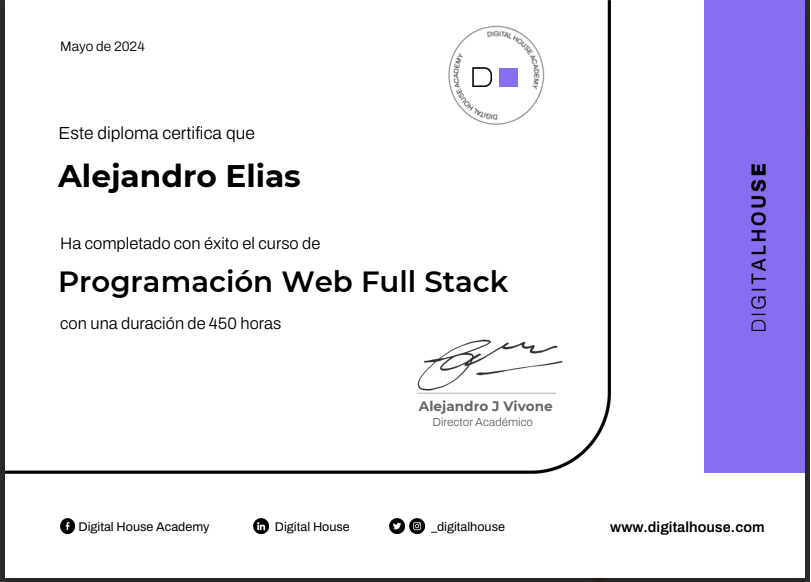 Mayo de 2024
DIGITAL HOUSE ACADEMY
DIGITAL HOUSE ACADEMY
D
Este diploma certifica que
Alejandro Elias
Ha completado con éxito el curso de
Programación Web Full Stack
con una duración de 450 horas
Alejandro J Vivone
Director Académico
DIGITALHOUSE
Digital House Academy
Digital House
_digitalhouse
www.digitalhouse.com